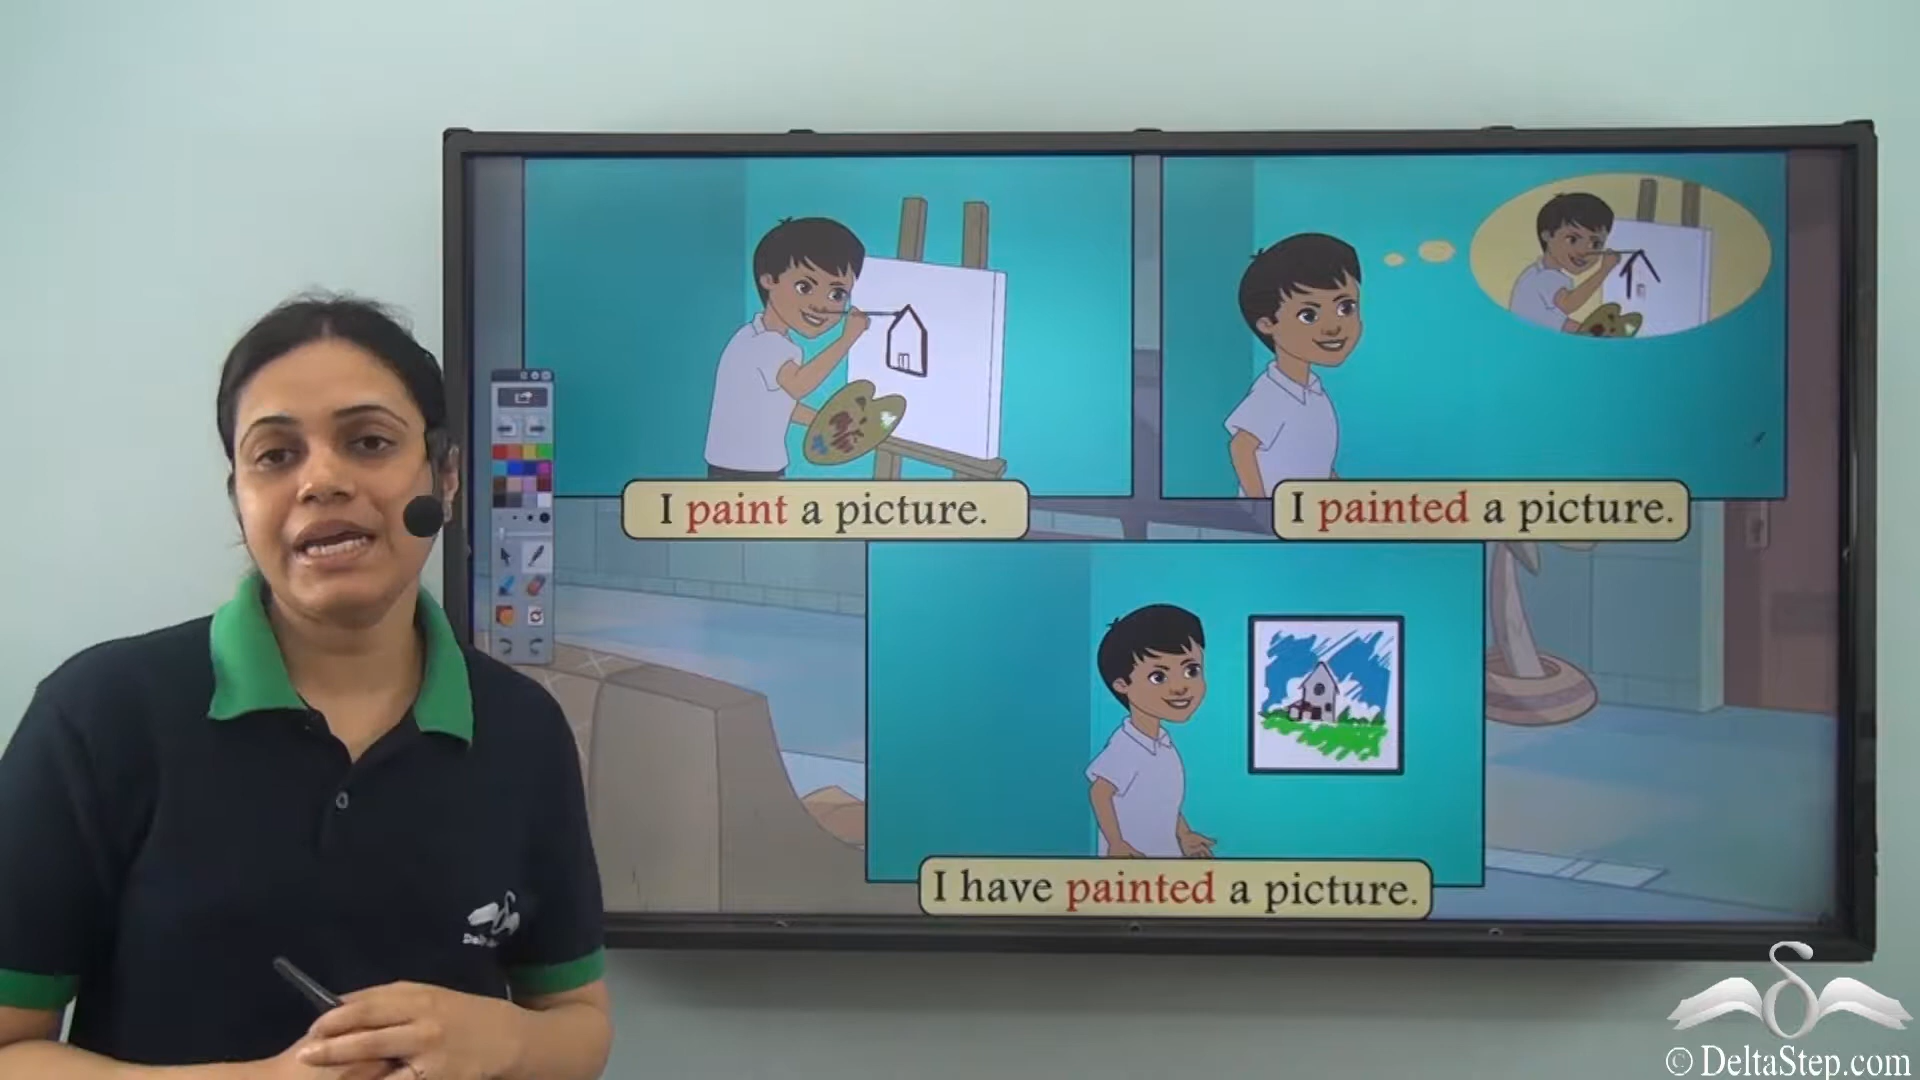 I paint a picture.
I painted a picture.
I have painted a picture.
© DeltaStep.com